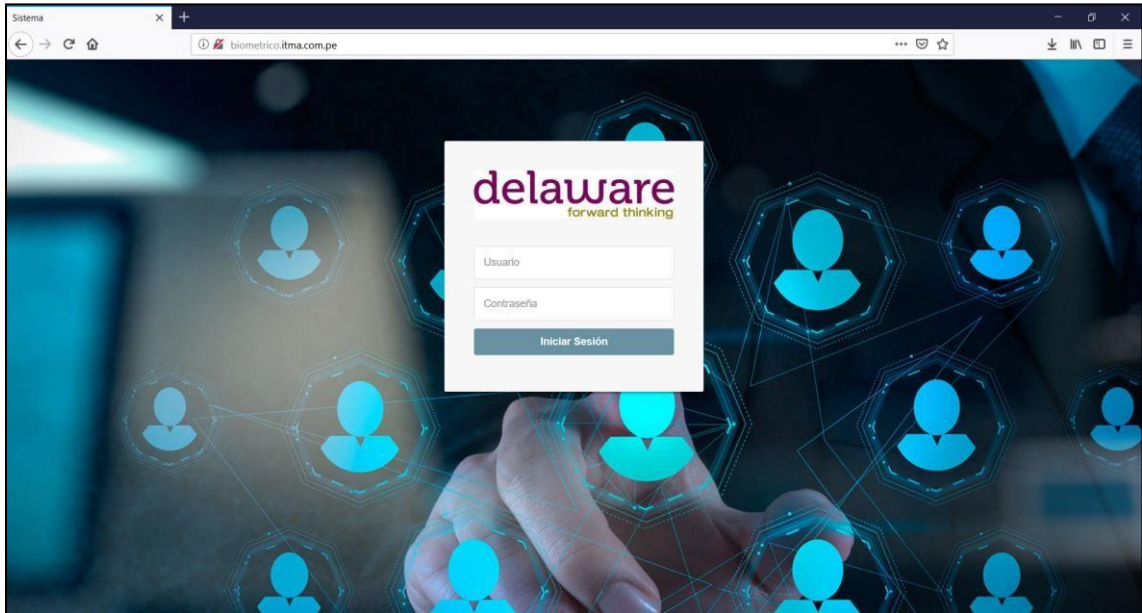 Sistema
biometrico.itma.com.pe
delaware
forward thinking
Usuario
Contraseña
Iniciar Sesión